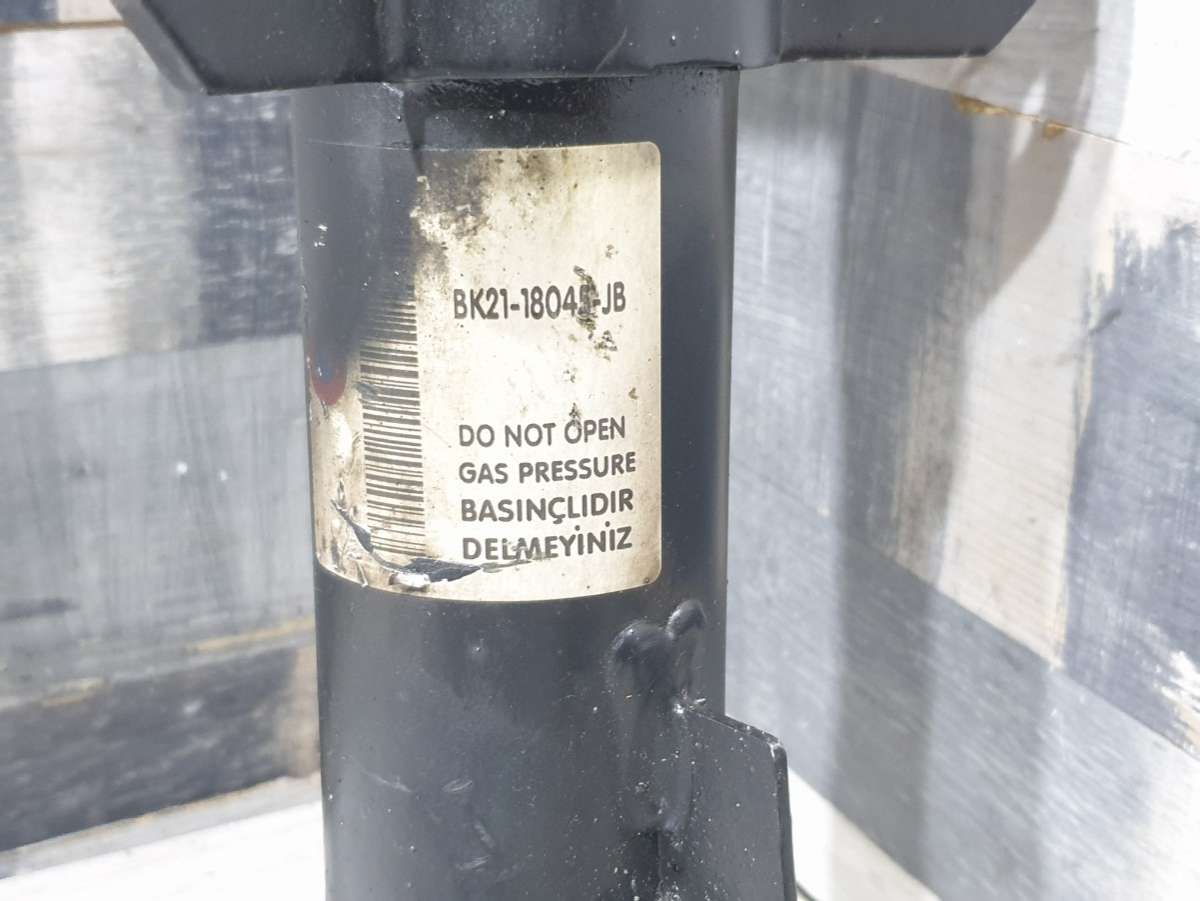 BK21-18045-JB
DO NOT OPEN
GAS PRESSURE
BASINÇLIDIR
DELMEYİNİZ